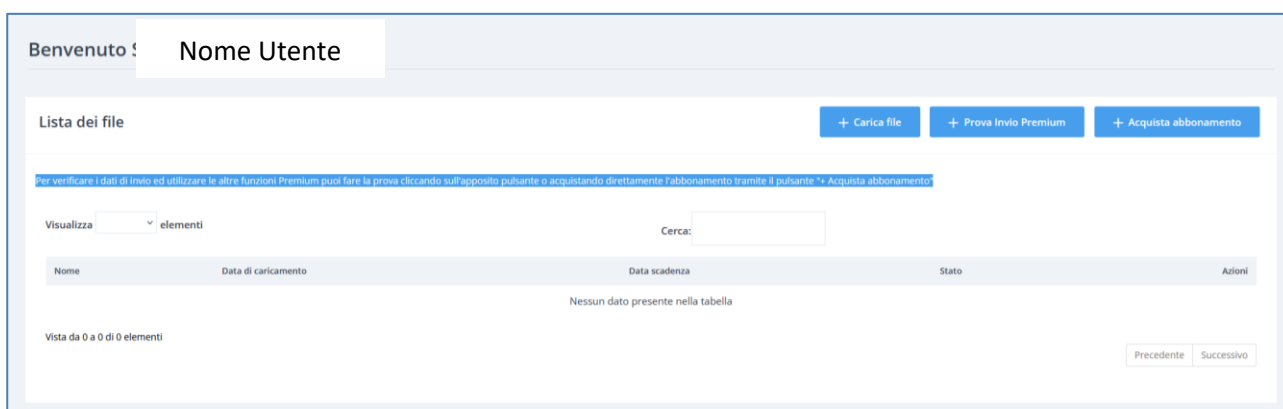 Benvenuto S
Nome Utente
Lista dei file
+ Carica file
+ Prova Invio Premium
+ Acquista abbonamento
Per verificare i dati di invio ed utilizzare le altre funzioni Premium puoi fare la prova cliccando sull'apposito pulsante o acquistando direttamente l'abbonamento tramite il pulsante "+ Acquista abbonamento"
Visualizza elementi
Cerca:
Nome Data di caricamento Data scadenza Stato Azioni
Nessun dato presente nella tabella
Vista da 0 a 0 di 0 elementi
Precedente Successivo